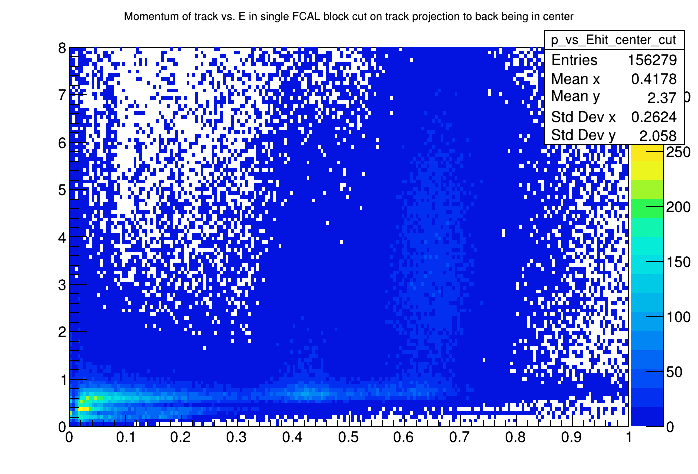 Momentum of track vs. E in single FCAL block cut on track projection to back being in center
p_vs_Ehit_center_cut
Entries 156279
Mean x 0.4178
Mean y 2.37
Std Dev x 0.2624
Std Dev y 2.058
8
7
6
5
4
3
2
1
0
0 0.1 0.2 0.3 0.4 0.5 0.6 0.7 0.8 0.9 1
250
200
150
100
50
0